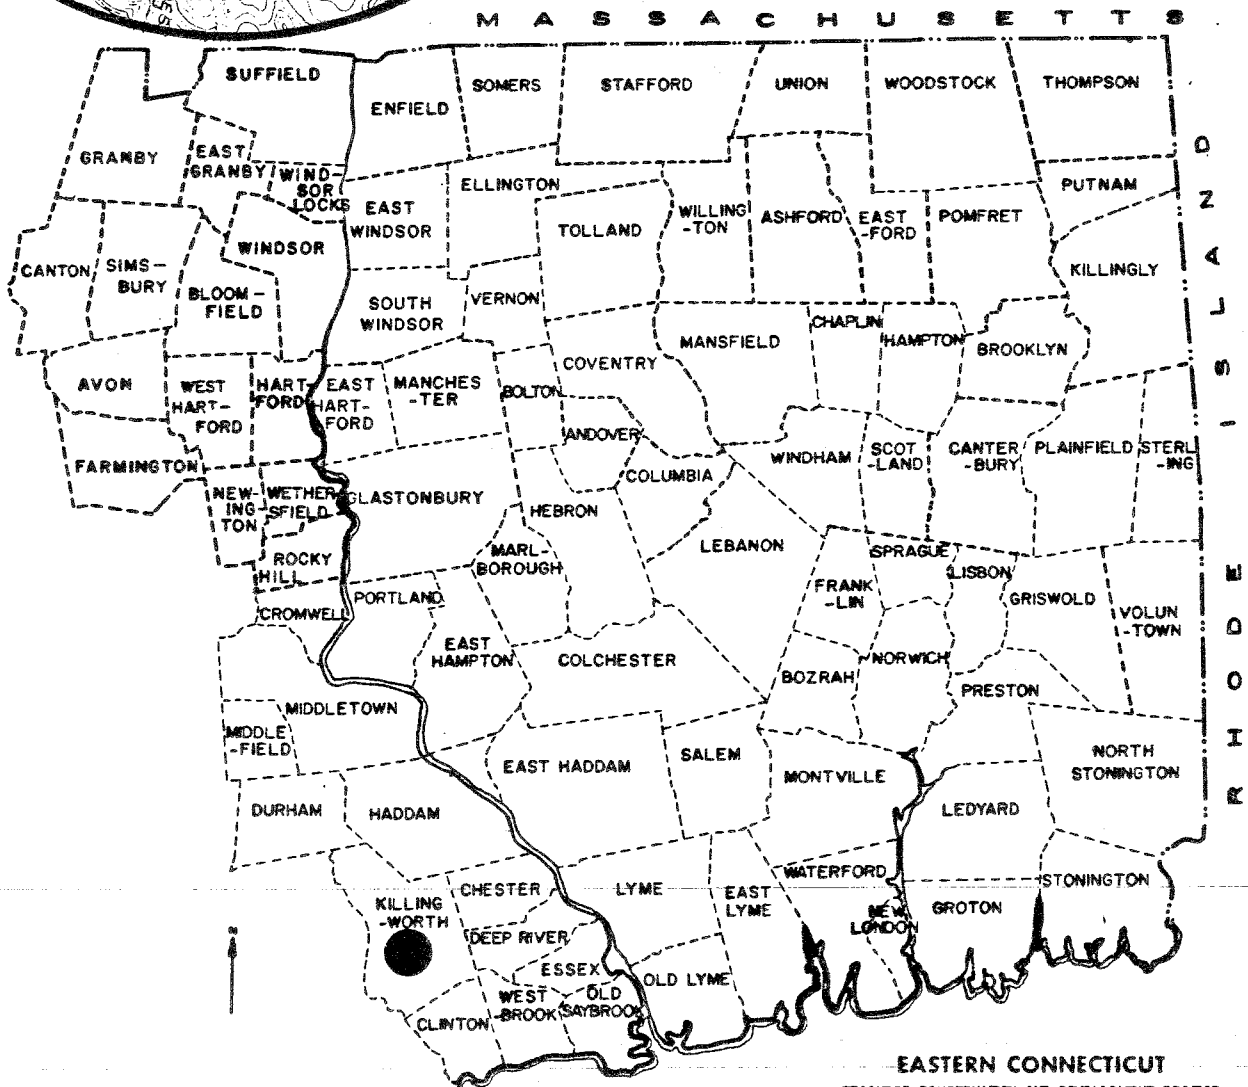 MASSACHUSETTS
SUFFIELD
ENFIELD
SOMERS
STAFFORD
UNION
WOODSTOCK
THOMPSON
GRANBY
EAST
GRANBY
WIND-
SOR
LOCKS
EAST
WINDSOR
ELLINGTON
TOLLAND
WILLING
-TON
ASHFORD
EAST
-FORD
POMFRET
PUTNAM
KILLINGLY
CANTON
SIMS-
BURY
BLOOM-
FIELD
WINDSOR
SOUTH
WINDSOR
VERNON
COVENTRY
MANSFIELD
CHAPLIN
HAMPTON
BROOKLYN
RHODE ISLAND
AVON
WEST
HART-
FORD
HART-
FORD
EAST
HART-
FORD
MANCHES
-TER
BOLTON
ANDOVER
COLUMBIA
WINDHAM
SCOT
-LAND
CANTER
-BURY
PLAINFIELD
STERL
-ING
FARMINGTON
NEW-
ING-
TON
WETHER
SFIELD
GLASTONBURY
HEBRON
LEBANON
ROCKY
HILL
MARL-
BOROUGH
FRANK
-LIN
SPRAGUE
LISBON
GRISWOLD
VOLUN
-TOWN
CROMWELL
PORTLAND
EAST
HAMPTON
COLCHESTER
BOZRAH
NORWICH
PRESTON
MIDDLETOWN
MIDDLE
-FIELD
EAST HADDAM
SALEM
MONTVILLE
NORTH
STONINGTON
LEDYARD
DURHAM
HADDAM
CHESTER
LYME
EAST
LYME
WATERFORD
NEW
LONDON
GROTON
STONINGTON
KILLING
-WORTH
DEEP RIVER
ESSEX
OLD LYME
CLINTON
WEST
-BROOK
OLD
SAYBROOK
N
EASTERN CONNECTICUT